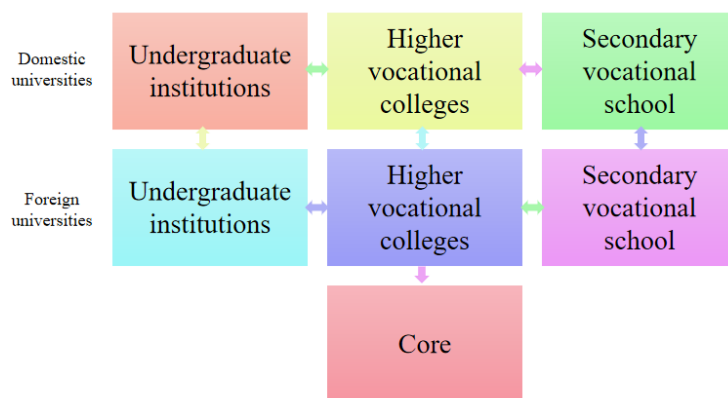 Domestic
universities
Undergraduate
institutions
Higher
vocational
colleges
Secondary
vocational
school
Foreign
universities
Undergraduate
institutions
Higher
vocational
colleges
Secondary
vocational
school
Core